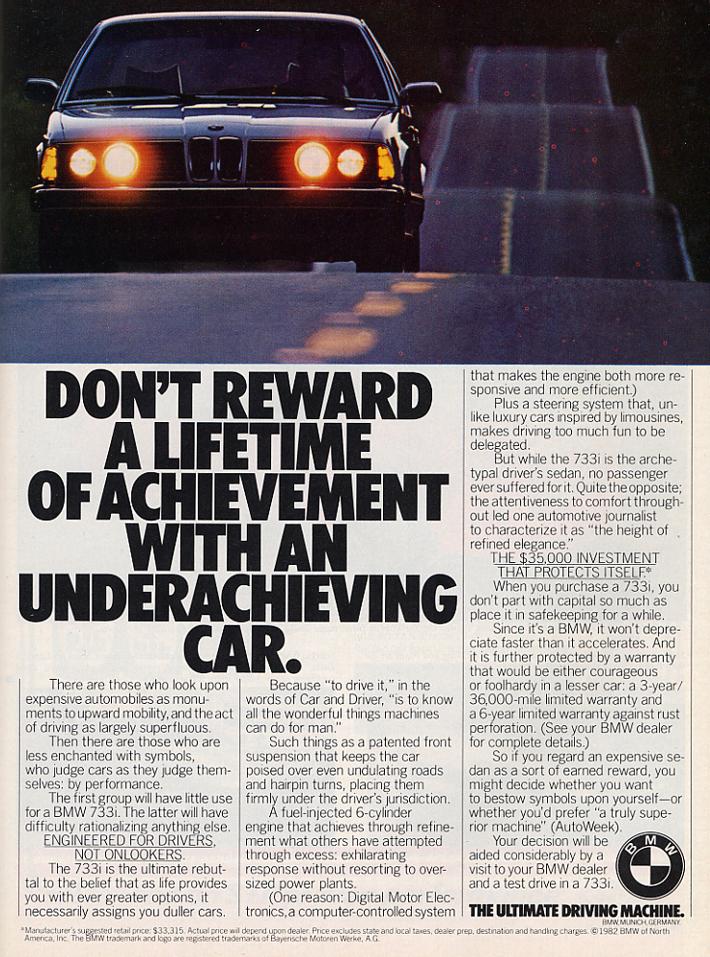 DON'T REWARD
A LIFETIME
OF ACHIEVEMENT
WITH AN
UNDERACHIEVING
CAR.
There are those who look upon
expensive automobiles as monu-
ments to upward mobility, and the act
of driving as largely superfluous.
Then there are those who are
less enchanted with symbols,
who judge cars as they judge them-
selves: by performance.
The first group will have little use
for a BMW 733i. The latter will have
difficulty rationalizing anything else.
ENGINEERED FOR DRIVERS,
NOT ONLOOKERS.
The 733i is the ultimate rebut-
tal to the belief that as life provides
you with ever greater options, it
necessarily assigns you duller cars.
Because "to drive it," in the
words of Car and Driver, "is to know
all the wonderful things machines
can do for man."
Such things as a patented front
suspension that keeps the car
poised over even undulating roads
and hairpin turns, placing them
firmly under the driver's jurisdiction.
A fuel-injected 6-cylinder
engine that achieves through refine-
ment what others have attempted
through excess: exhilarating
response without resorting to over-
sized power plants.
(One reason: Digital Motor Elec-
tronics, a computer-controlled system
that makes the engine both more re-
sponsive and more efficient.)
Plus a steering system that, un-
like luxury cars inspired by limousines,
makes driving too much fun to be
delegated.
But while the 733i is the arche-
typal driver's sedan, no passenger
ever suffered for it. Quite the opposite;
the attentiveness to comfort through-
out led one automotive journalist
to characterize it as "the height of
refined elegance."
THE $35,000 INVESTMENT
THAT PROTECTS ITSELF.*
When you purchase a 733i, you
don't part with capital so much as
place it in safekeeping for a while.
Since it's a BMW, it won't depre-
ciate faster than it accelerates. And
it is further protected by a warranty
that would be either courageous
or foolhardy in a lesser car: a 3-year/
36,000-mile limited warranty and
a 6-year limited warranty against rust
perforation. (See your BMW dealer
for complete details.)
So if you regard an expensive se-
dan as a sort of earned reward, you
might decide whether you want
to bestow symbols upon yourself—or
whether you'd prefer "a truly supe-
rior machine" (AutoWeek).
Your decision will be
aided considerably by a
visit to your BMW dealer
and a test drive in a 733i.
BMW
THE ULTIMATE DRIVING MACHINE.
BMW, MUNICH, GERMANY.
*Manufacturer's suggested retail price: $33,315. Actual price will depend upon dealer. Price excludes state and local taxes, dealer prep, destination and handling charges. © 1982 BMW of North
America, Inc. The BMW trademark and logo are registered trademarks of Bayerische Motoren Werke, A.G.